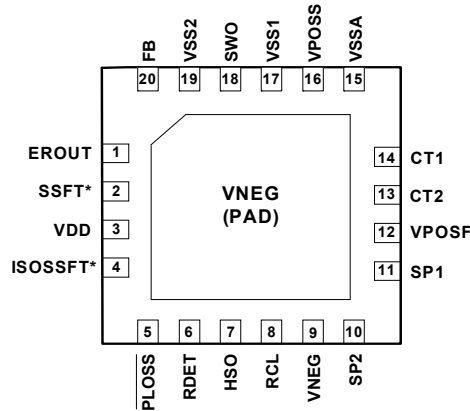 FB
VSS2
SWO
VSS1
VPOSS
VSSA
20 19 18 17 16 15
EROUT 1
SSFT* 2
VDD 3
ISOSSFT* 4
VNEG
(PAD)
14 CT1
13 CT2
12 VPOSF
11 SP1
5 6 7 8 9 10
PLOSS
RDET
HSO
RCL
VNEG
SP2